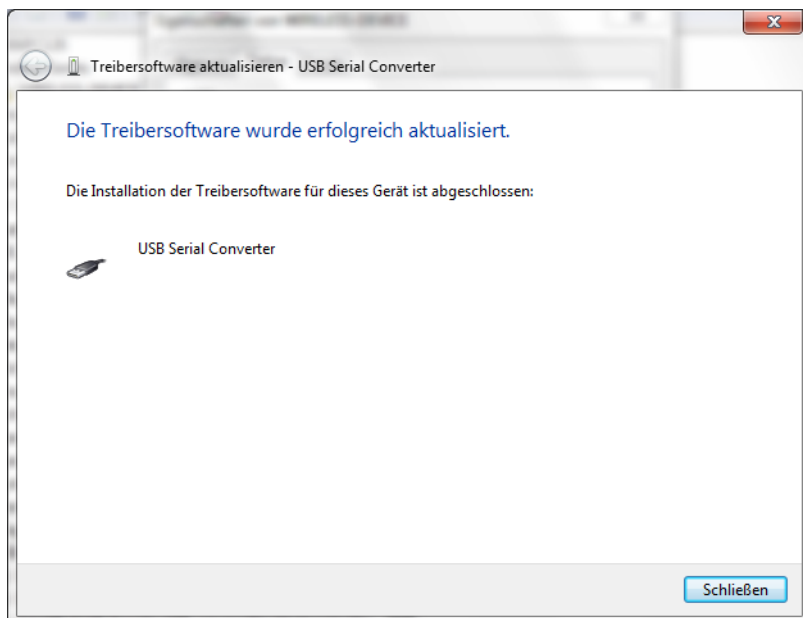 Treibersoftware aktualisieren - USB Serial Converter
Die Treibersoftware wurde erfolgreich aktualisiert.
Die Installation der Treibersoftware für dieses Gerät ist abgeschlossen:
USB Serial Converter
Schließen